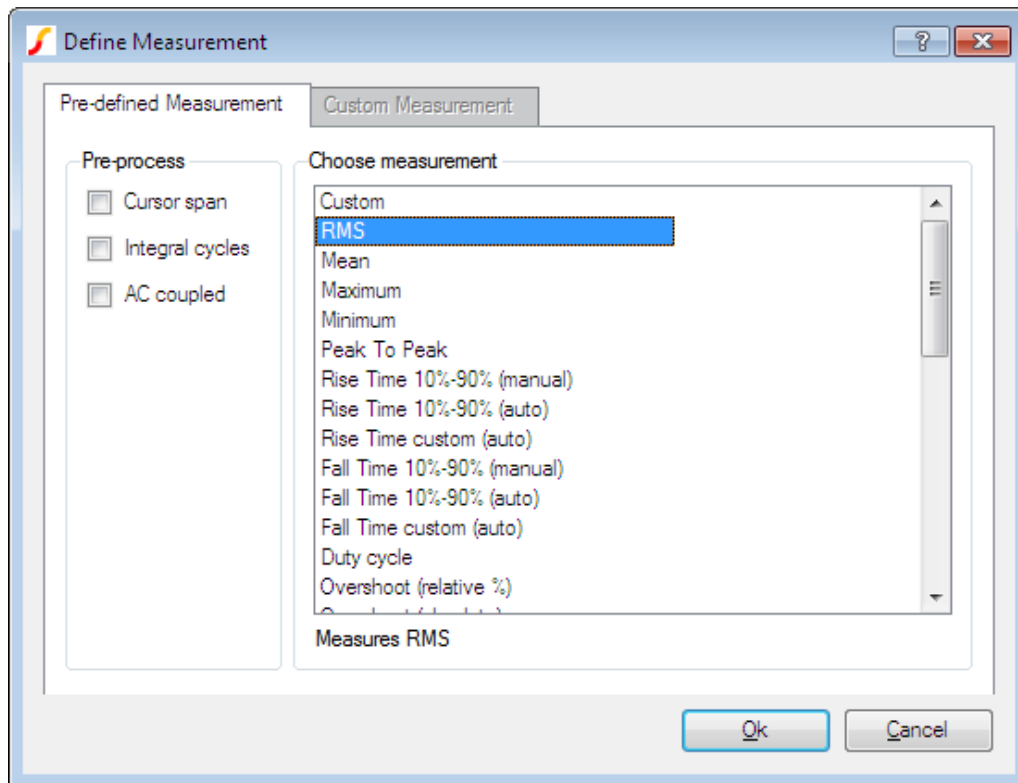 Define Measurement
Pre-defined Measurement
Custom Measurement
Pre-process
Cursor span
Integral cycles
AC coupled
Choose measurement
Custom
RMS
Mean
Maximum
Minimum
Peak To Peak
Rise Time 10%-90% (manual)
Rise Time 10%-90% (auto)
Rise Time custom (auto)
Fall Time 10%-90% (manual)
Fall Time 10%-90% (auto)
Fall Time custom (auto)
Duty cycle
Overshoot (relative %)
Measures RMS
Ok
Cancel